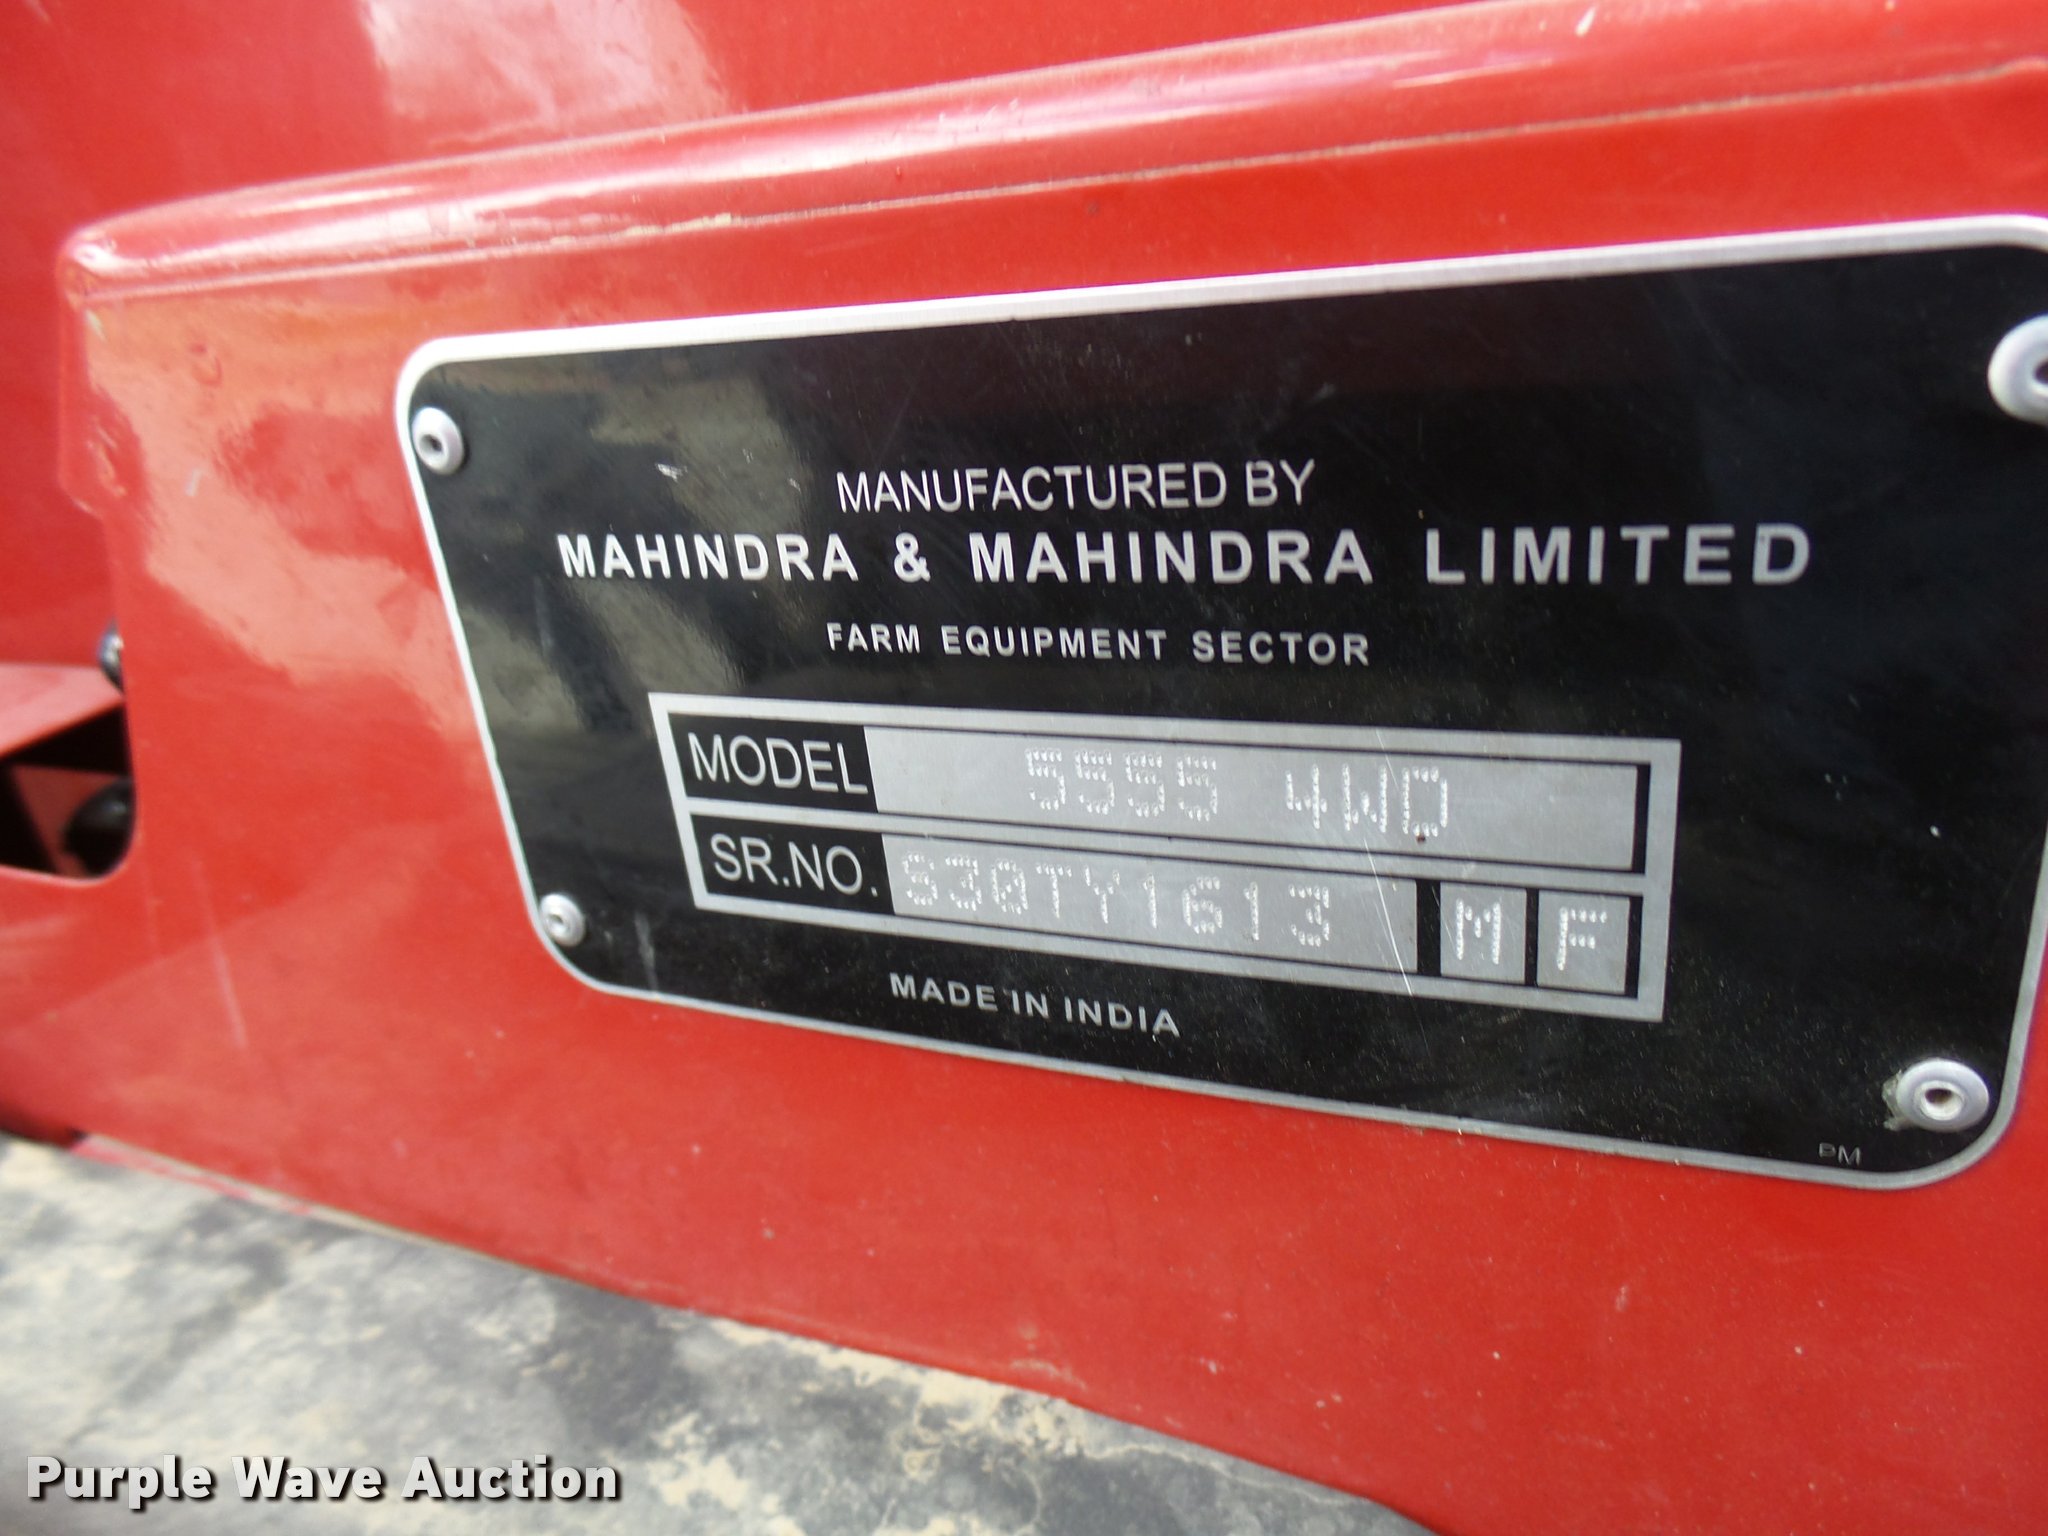 MANUFACTURED BY
MAHINDRA & MAHINDRA LIMITED
FARM EQUIPMENT SECTOR
MODEL 5555 4WD
SR.NO. S30TY1613 M F
MADE IN INDIA
PM
Purple Wave Auction